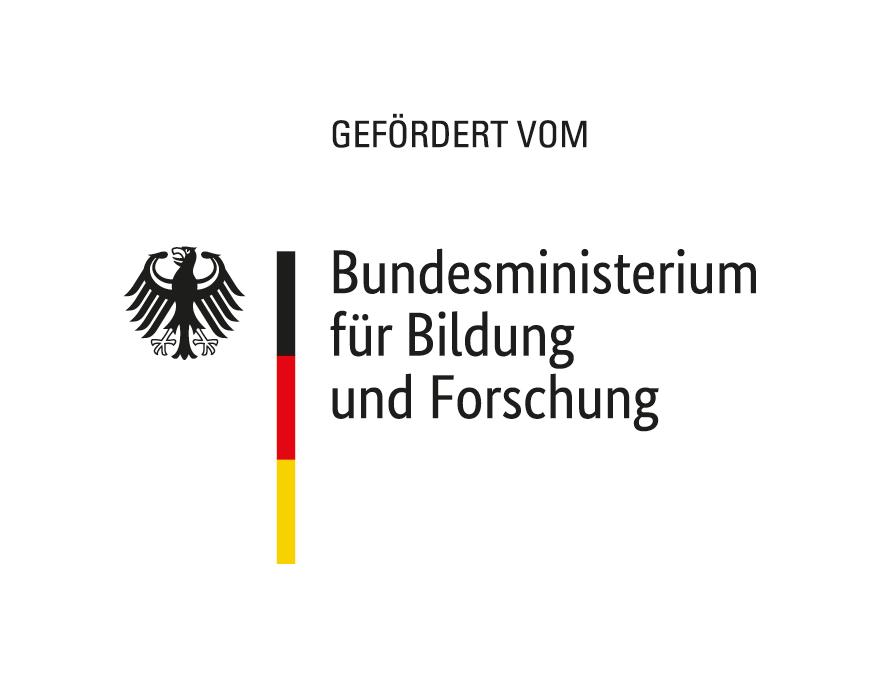 GEFÖRDERT VOM
Bundesministerium
für Bildung
und Forschung